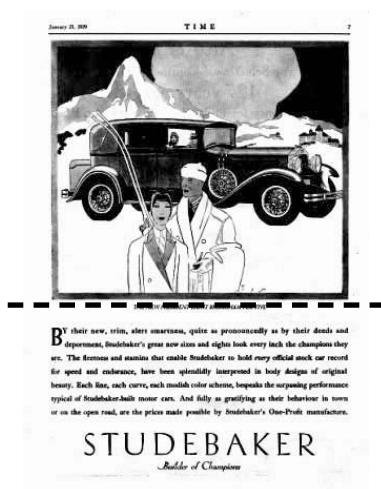 January 21, 1929 TIME 7
BY their new, trim, alert smartness, quite as pronouncedly as by their deeds and
deportment, Studebaker's great new sixes and eights look every inch the champions they
are. The fleetness and stamina that enable Studebaker to hold every official stock car record
for speed and endurance, have been splendidly interpreted in body designs of original
beauty. Each line, each curve, each modish color scheme, bespeaks the surpassing performance
typical of Studebaker-built motor cars. And fully as gratifying as their behaviour in town
or on the open road, are the prices made possible by Studebaker's One-Profit manufacture.
STUDEBAKER
Builder of Champions